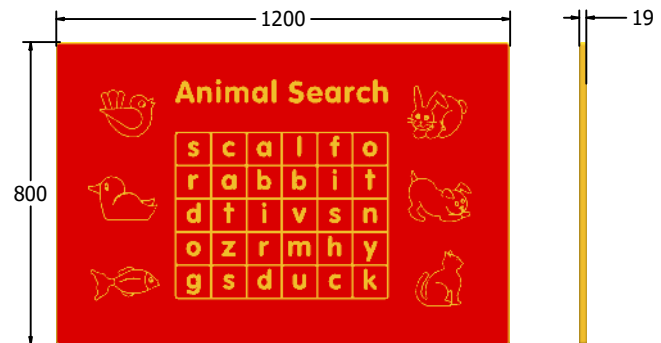 1200
19
Animal Search
800
s c a l f o
r a b b i t
d t i v s n
o z r m h y
g s d u c k